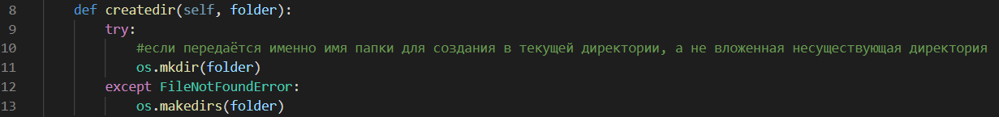 8 def createdir(self, folder):
9 try:
10 #если передаётся именно имя папки для создания в текущей директории, а не вложенная несуществующая директория
11 os.mkdir(folder)
12 except FileNotFoundError:
13 os.makedirs(folder)